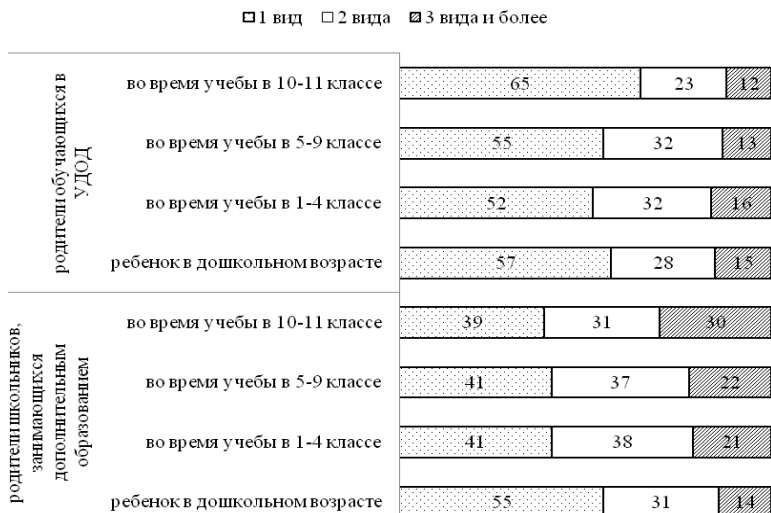 1 вид 2 вида 3 вида и более
родители обучающихся в
УДОД
во время учебы в 10-11 классе 65 23 12
во время учебы в 5-9 классе 55 32 13
во время учебы в 1-4 классе 52 32 16
ребенок в дошкольном возрасте 57 28 15
родители школьников,
занимающихся
дополнительным
образованием
во время учебы в 10-11 классе 39 31 30
во время учебы в 5-9 классе 41 37 22
во время учебы в 1-4 классе 41 38 21
ребенок в дошкольном возрасте 55 31 14